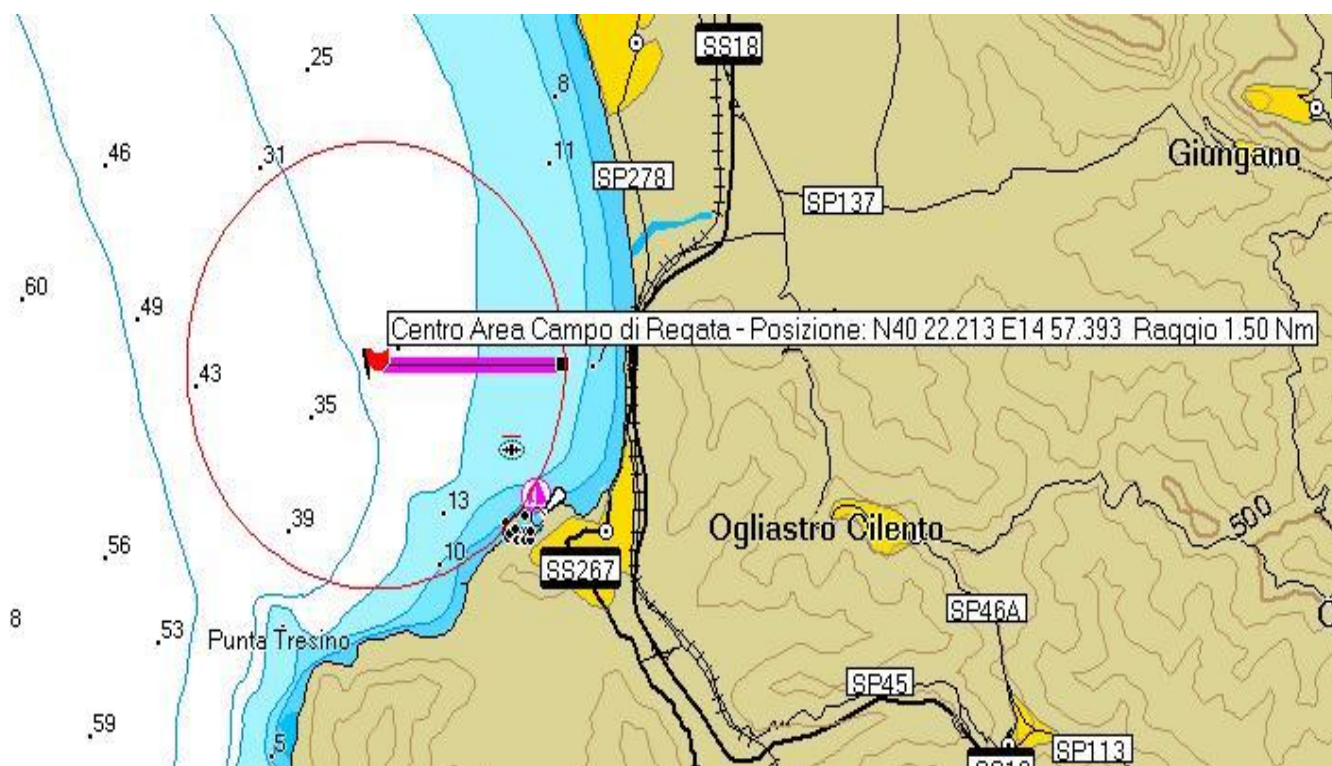 25
SS18
8
46
31
11
Giungano
SP278
SP137
60
49
Centro Area Campo di Regata - Posizione: N40 22.213 E14 57.393 Raggio 1.50 Nm
43
35
13
39
Ogliastro Cilento
500
56
10
SS267
8
53
Punta Tresino
SP46A
SP45
59
5
SP113